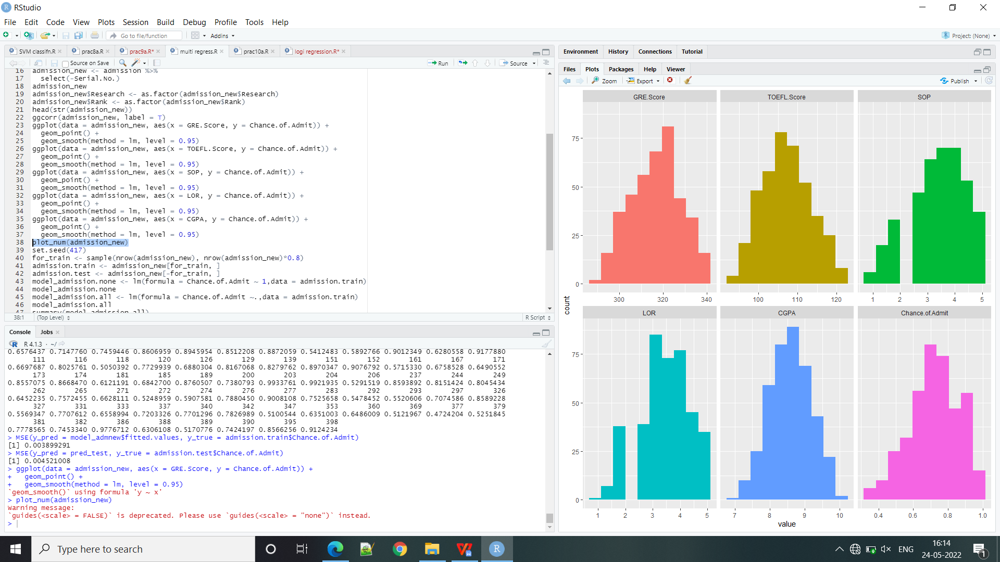 RStudio
File Edit Code View Plots Session Build Debug Profile Tools Help
Go to file/function Addins Project: (None)
SVM classifn.R prac8a.R prac9a.R* multi regress.R prac10a.R logi regression.R*
Source on Save Run Source
16 admission_new <- admission %>%
17 select(-Serial.No.)
18 admission_new
19 admission_new$Research <- as.factor(admission_new$Research)
20 admission_new$Rank <- as.factor(admission_new$Rank)
21 head(str(admission_new))
22 ggcorr(admission_new, label = T)
23 ggplot(data = admission_new, aes(x = GRE.Score, y = Chance.of.Admit)) +
24 geom_point() +
25 geom_smooth(method = lm, level = 0.95)
26 ggplot(data = admission_new, aes(x = TOEFL.Score, y = Chance.of.Admit)) +
27 geom_point() +
28 geom_smooth(method = lm, level = 0.95)
29 ggplot(data = admission_new, aes(x = SOP, y = Chance.of.Admit)) +
30 geom_point() +
31 geom_smooth(method = lm, level = 0.95)
32 ggplot(data = admission_new, aes(x = LOR, y = Chance.of.Admit)) +
33 geom_point() +
34 geom_smooth(method = lm, level = 0.95)
35 ggplot(data = admission_new, aes(x = CGPA, y = Chance.of.Admit)) +
36 geom_point() +
37 geom_smooth(method = lm, level = 0.95)
38 plot_num(admission_new)
39 set.seed(417)
40 for_train <- sample(nrow(admission_new), nrow(admission_new)*0.8)
41 admission.train <- admission_new[for_train, ]
42 admission.test <- admission_new[-for_train, ]
43 model_admission.none <- lm(formula = Chance.of.Admit ~ 1,data = admission.train)
44 model_admission.none
45 model_admission.all <- lm(formula = Chance.of.Admit ~.,data = admission.train)
46 model_admission.all
47 summary(model_admission.all)
38:1 (Top Level) R Script
Console Jobs
R 4.1.3 · ~/
0.6576437 0.7147760 0.7459446 0.8606959 0.8945954 0.8512208 0.8872059 0.5412483 0.5892766 0.9012349 0.6280558 0.9177880
111 116 118 120 126 129 139 151 152 161 167 171
0.6696687 0.8025761 0.5050392 0.7729939 0.6880304 0.8167068 0.8279762 0.8970347 0.9076792 0.5715330 0.6758528 0.6490552
173 174 181 185 189 200 203 204 206 237 244 249
0.8557075 0.8668470 0.6121191 0.6842700 0.8760507 0.7380793 0.9933761 0.9921935 0.5291519 0.8593892 0.8151424 0.8045434
262 265 271 272 274 276 277 283 292 293 297 326
0.6452235 0.7572455 0.6628111 0.5248959 0.5907581 0.7880450 0.9008108 0.7525658 0.5478452 0.5520606 0.7074586 0.8589228
327 331 333 337 340 342 347 353 360 369 377 379
0.5569347 0.7707612 0.6558994 0.7203326 0.7701296 0.7826989 0.5100544 0.6351003 0.6486009 0.5121967 0.4724204 0.5251845
381 382 386 388 389 390 395 398
0.7778565 0.7453340 0.9776712 0.6306108 0.5170776 0.7424197 0.8566256 0.9124234
> MSE(y_pred = model_admnew$fitted.values, y_true = admission.train$Chance.of.Admit)
[1] 0.003899291
> MSE(y_pred = pred_test, y_true = admission.test$Chance.of.Admit)
[1] 0.004521008
> ggplot(data = admission_new, aes(x = GRE.Score, y = Chance.of.Admit)) +
+ geom_point() +
+ geom_smooth(method = lm, level = 0.95)
`geom_smooth()` using formula 'y ~ x'
> plot_num(admission_new)
Warning message:
`guides(<scale> = FALSE)` is deprecated. Please use `guides(<scale> = "none")` instead.
>
Environment History Connections Tutorial
Files Plots Packages Help Viewer
Zoom Export Publish
GRE.Score TOEFL.Score SOP
75
50
25
0
300 320 340 100 110 120 1 2 3 4 5
count
LOR CGPA Chance.of.Admit
75
50
25
0
1 2 3 4 5 7 8 9 10 0.4 0.6 0.8 1.0
value
Type here to search
ENG
16:14
24-05-2022
1